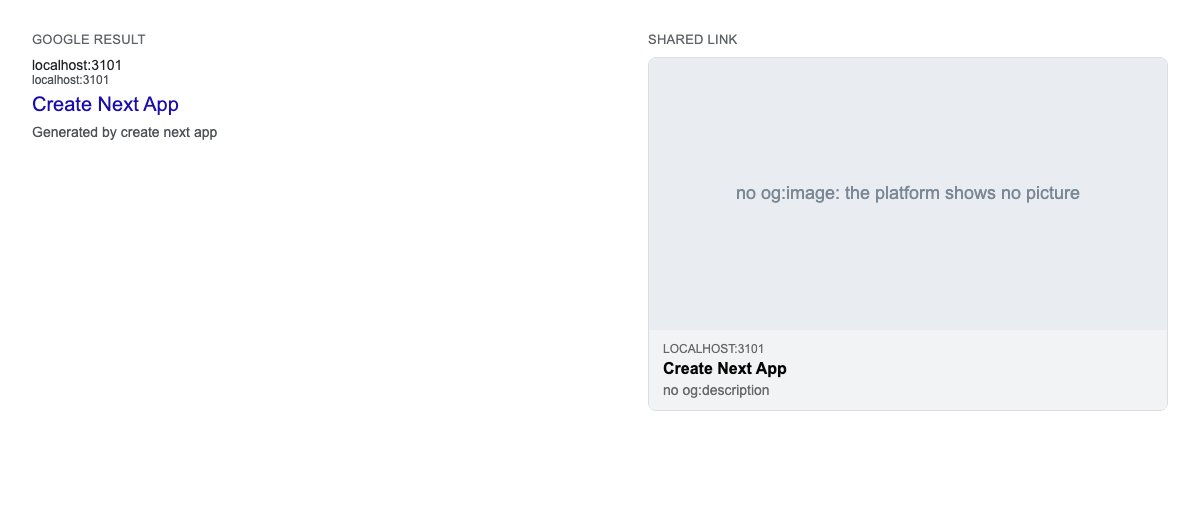 GOOGLE RESULT
localhost:3101
localhost:3101
Create Next App
Generated by create next app
SHARED LINK
no og:image: the platform shows no picture
LOCALHOST:3101
Create Next App
no og:description